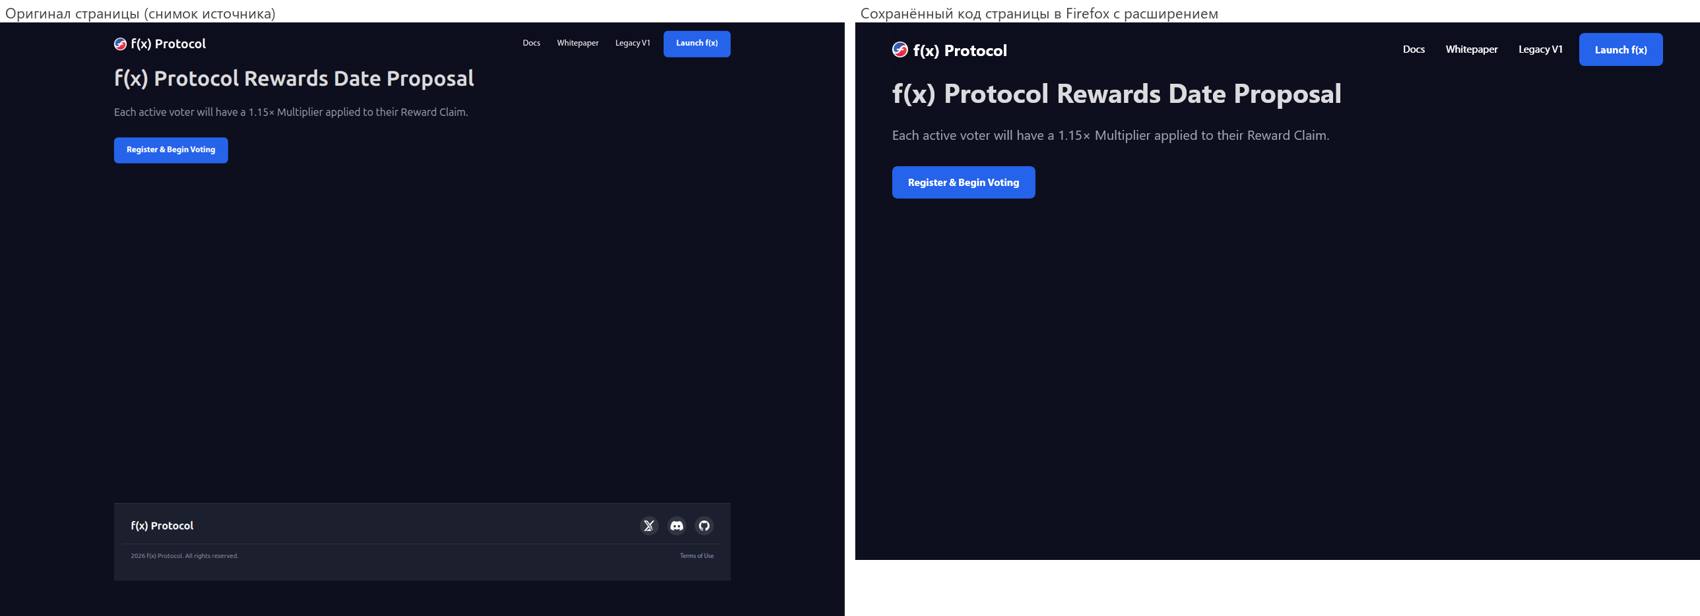 Оригинал страницы (снимок источника)
f(x) Protocol
Docs
Whitepaper
Legacy V1
Launch f(x)
f(x) Protocol Rewards Date Proposal
Each active voter will have a 1.15× Multiplier applied to their Reward Claim.
Register & Begin Voting
f(x) Protocol
2026 f(x) Protocol. All rights reserved.
Terms of Use
Сохранённый код страницы в Firefox с расширением
f(x) Protocol
Docs
Whitepaper
Legacy V1
Launch f(x)
f(x) Protocol Rewards Date Proposal
Each active voter will have a 1.15× Multiplier applied to their Reward Claim.
Register & Begin Voting